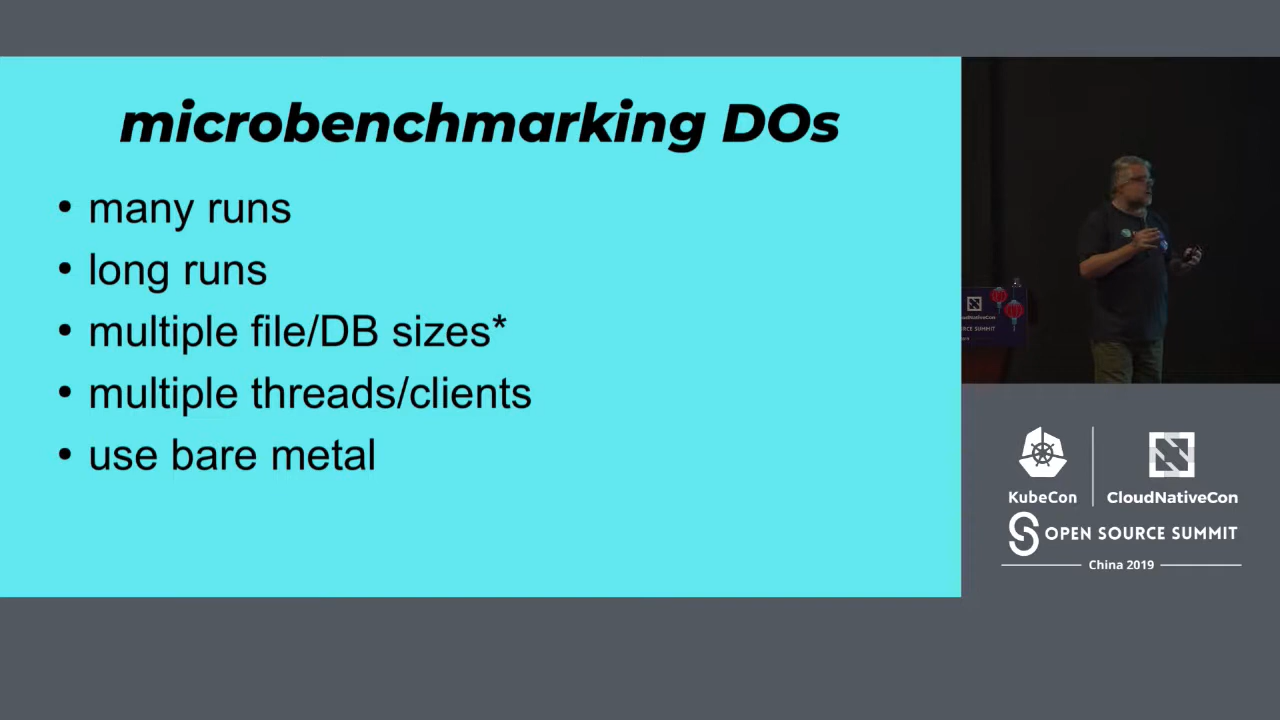 microbenchmarking DOs
• many runs
• long runs
• multiple file/DB sizes*
• multiple threads/clients
• use bare metal
KubeCon
CloudNativeCon
OPEN SOURCE SUMMIT
China 2019